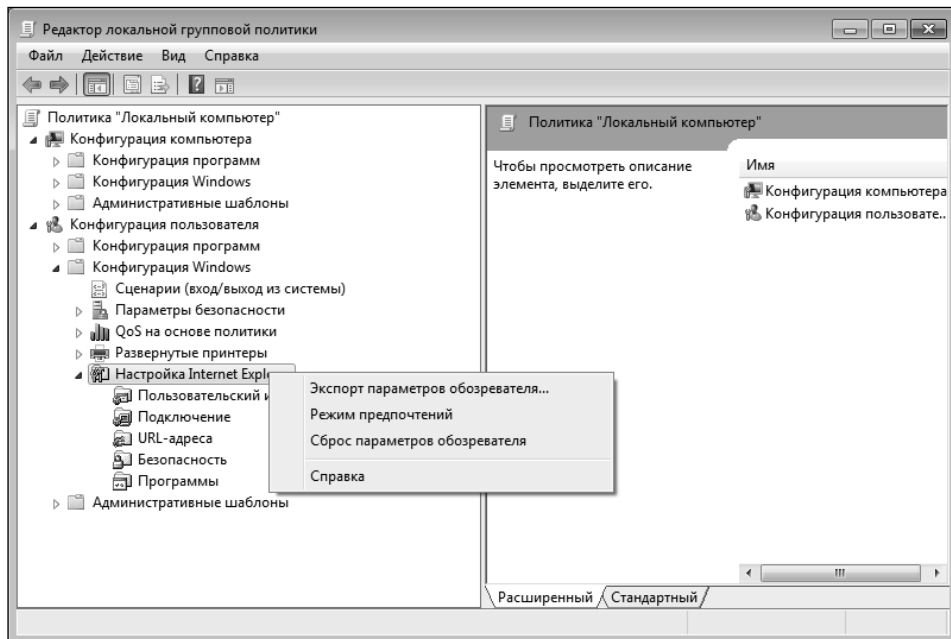 Редактор локальной групповой политики
Файл Действие Вид Справка
Политика "Локальный компьютер"
Конфигурация компьютера
Конфигурация программ
Конфигурация Windows
Административные шаблоны
Конфигурация пользователя
Конфигурация программ
Конфигурация Windows
Сценарии (вход/выход из системы)
Параметры безопасности
QoS на основе политики
Развернутые принтеры
Настройка Internet Expl
Пользовательский и
Подключение
URL-адреса
Безопасность
Программы
Административные шаблоны
Экспорт параметров обозревателя...
Режим предпочтений
Сброс параметров обозревателя
Справка
Политика "Локальный компьютер"
Чтобы просмотреть описание
элемента, выделите его.
Имя
Конфигурация компьютера
Конфигурация пользовате..
Расширенный Стандартный